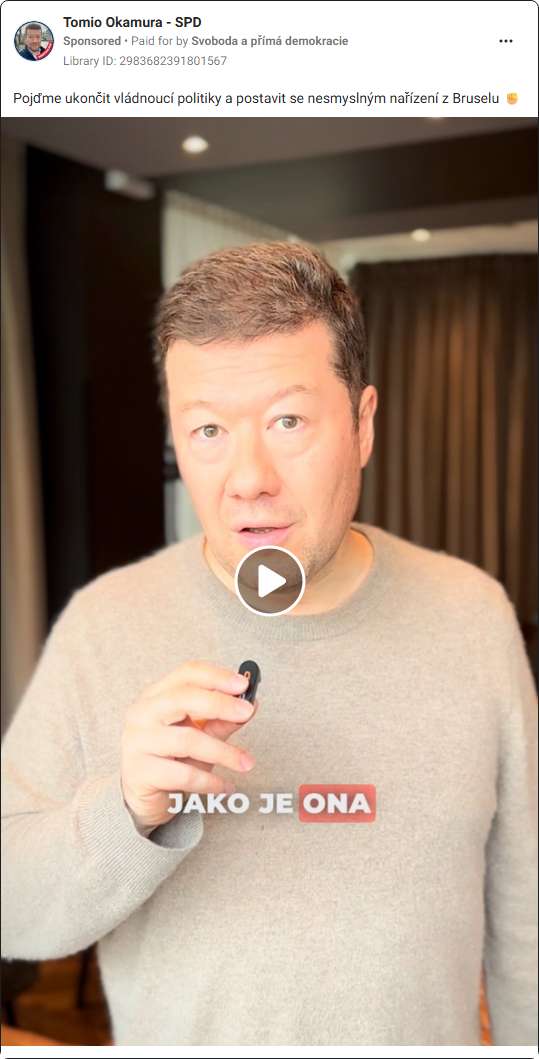 Tomio Okamura - SPD
Sponsored • Paid for by Svoboda a přímá demokracie
Library ID: 2983682391801567
Pojďme ukončit vládnoucí politiky a postavit se nesmyslným nařízení z Bruselu ✊
JAKO JE ONA